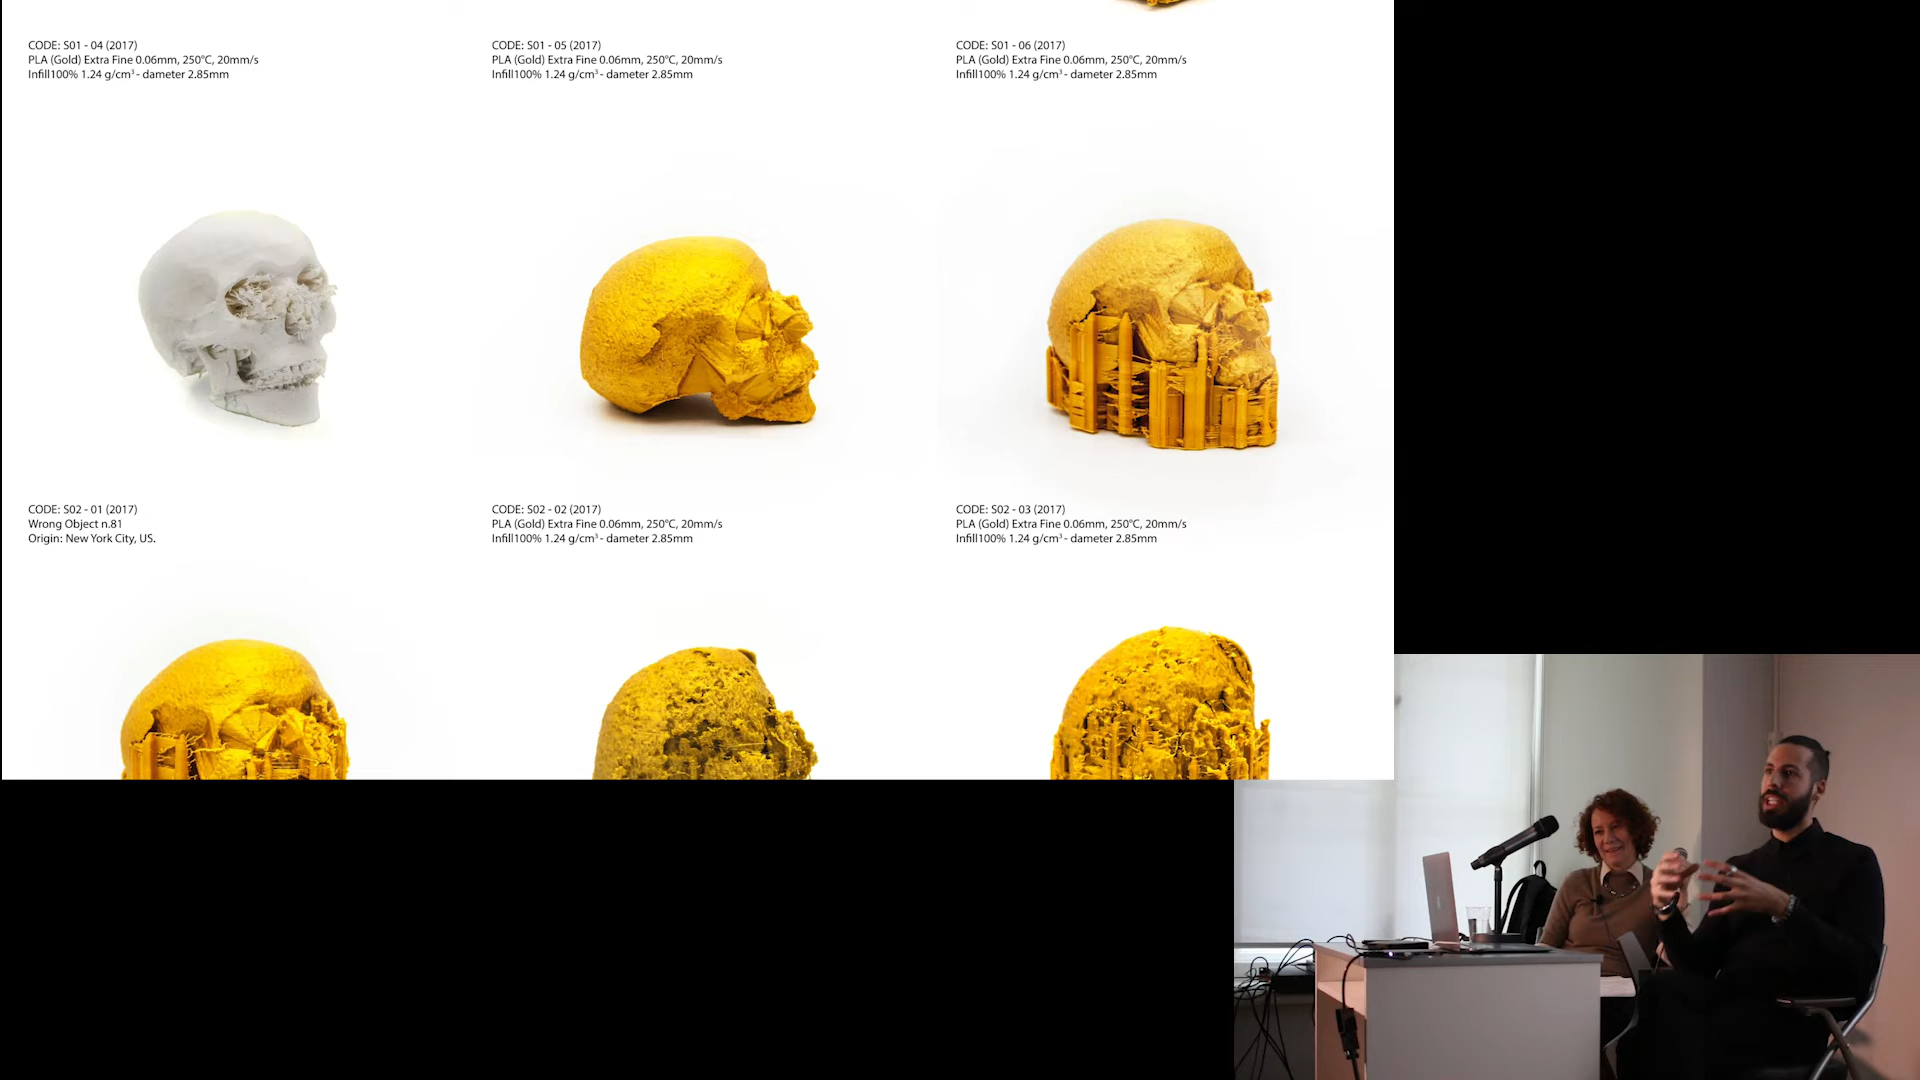 CODE: S01 - 04 (2017)
PLA (Gold) Extra Fine 0.06mm, 250°C, 20mm/s
Infill100% 1.24 g/cm³ - dameter 2.85mm
CODE: S01 - 05 (2017)
PLA (Gold) Extra Fine 0.06mm, 250°C, 20mm/s
Infill100% 1.24 g/cm³ - dameter 2.85mm
CODE: S01 - 06 (2017)
PLA (Gold) Extra Fine 0.06mm, 250°C, 20mm/s
Infill100% 1.24 g/cm³ - dameter 2.85mm
CODE: S02 - 01 (2017)
Wrong Object n.81
Origin: New York City, US.
CODE: S02 - 02 (2017)
PLA (Gold) Extra Fine 0.06mm, 250°C, 20mm/s
Infill100% 1.24 g/cm³ - dameter 2.85mm
CODE: S02 - 03 (2017)
PLA (Gold) Extra Fine 0.06mm, 250°C, 20mm/s
Infill100% 1.24 g/cm³ - dameter 2.85mm